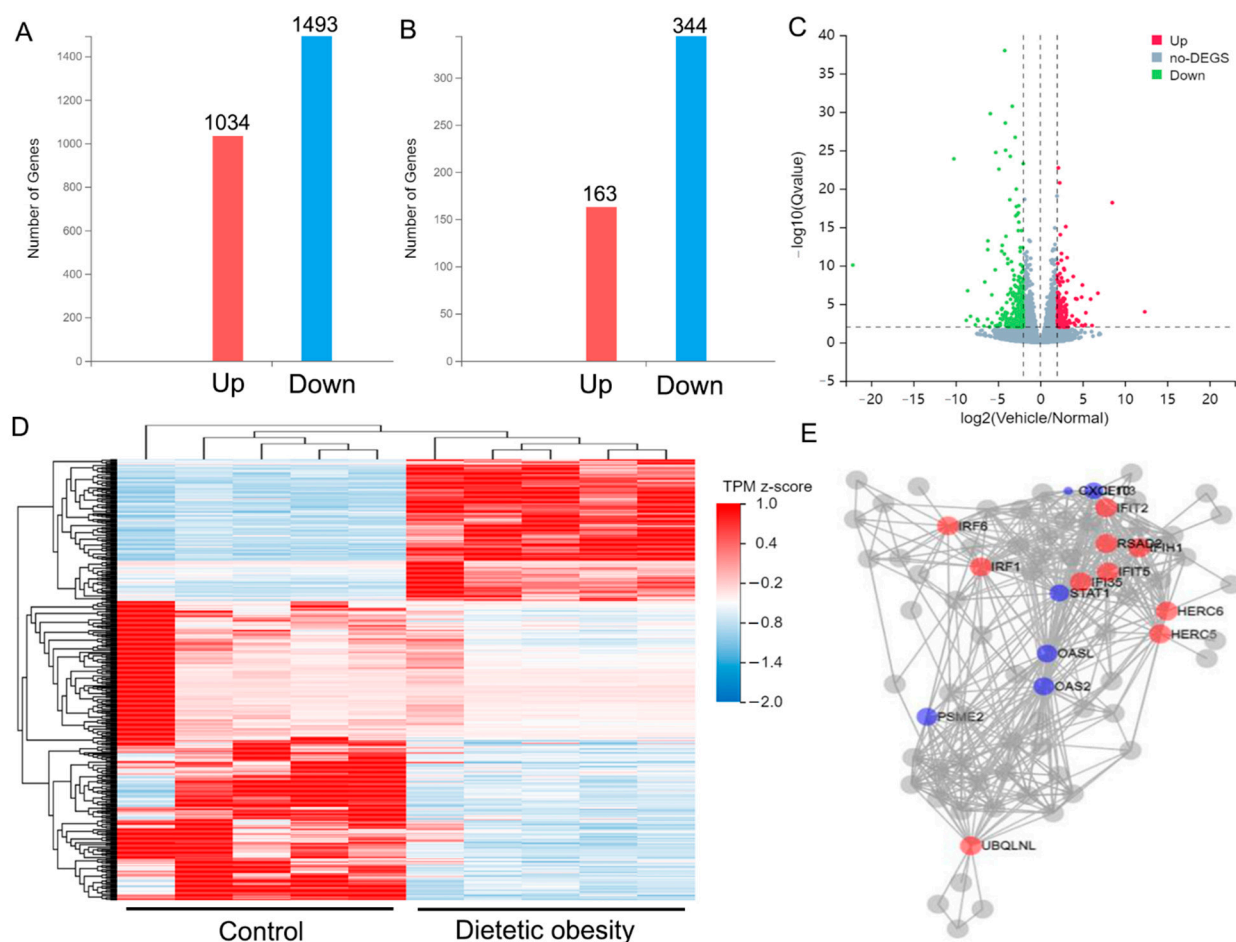 A
1493
1400
1200
1034
1000
800
600
400
200
0
Number of Genes
Up
Down
B
344
300
250
200
163
150
100
50
0
Number of Genes
Up
Down
C
40
35
30
25
20
15
10
5
0
−5
−log10(Qvalue)
Up
no-DEGS
Down
−20
−15
−10
−5
0
5
10
15
20
log2(Vehicle/Normal)
D
TPM z-score
1.0
0.4
−0.2
−0.8
−1.4
−2.0
Control
Dietetic obesity
E
IFIT2
IRF6
RSAD2
IFIH1
IRF1
IFIT5
IFI35
STAT1
HERC6
HERC5
OASL
OAS2
PSME2
UBQLNL